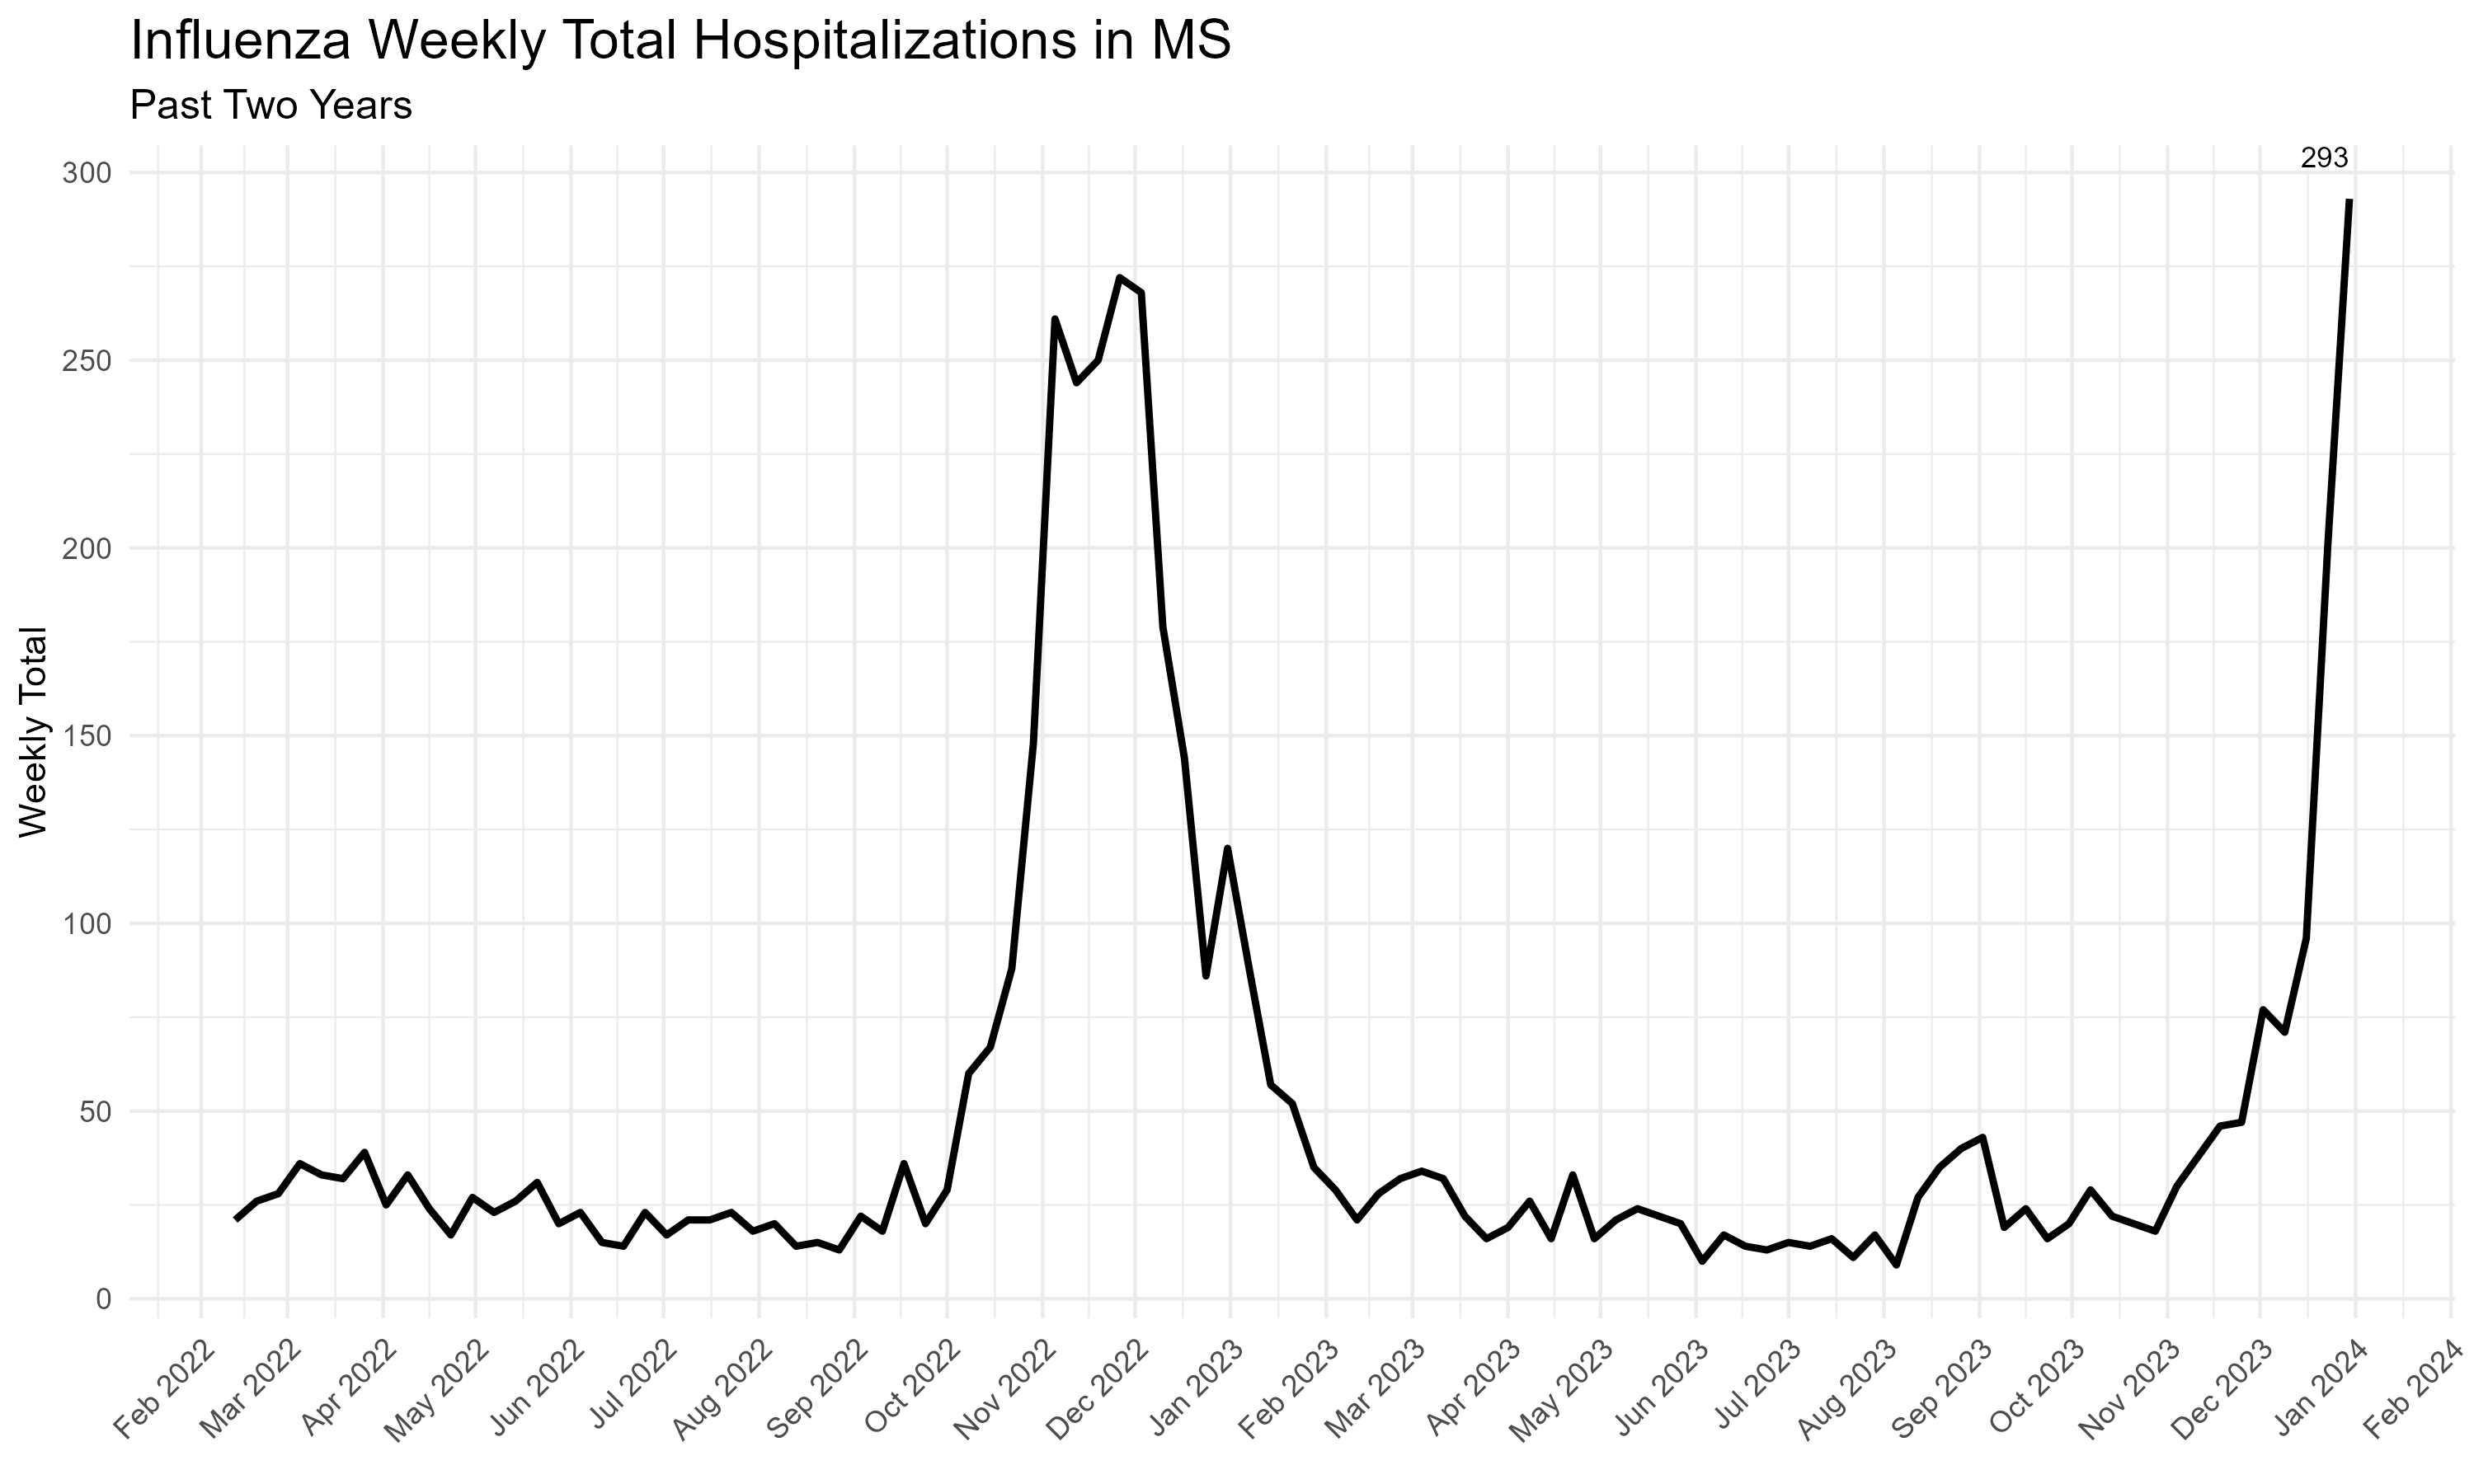 Influenza Weekly Total Hospitalizations in MS
Past Two Years
293
300
250
200
150
100
50
0
Weekly Total
Feb 2022
Mar 2022
Apr 2022
May 2022
Jun 2022
Jul 2022
Aug 2022
Sep 2022
Oct 2022
Nov 2022
Dec 2022
Jan 2023
Feb 2023
Mar 2023
Apr 2023
May 2023
Jun 2023
Jul 2023
Aug 2023
Sep 2023
Oct 2023
Nov 2023
Dec 2023
Jan 2024
Feb 2024